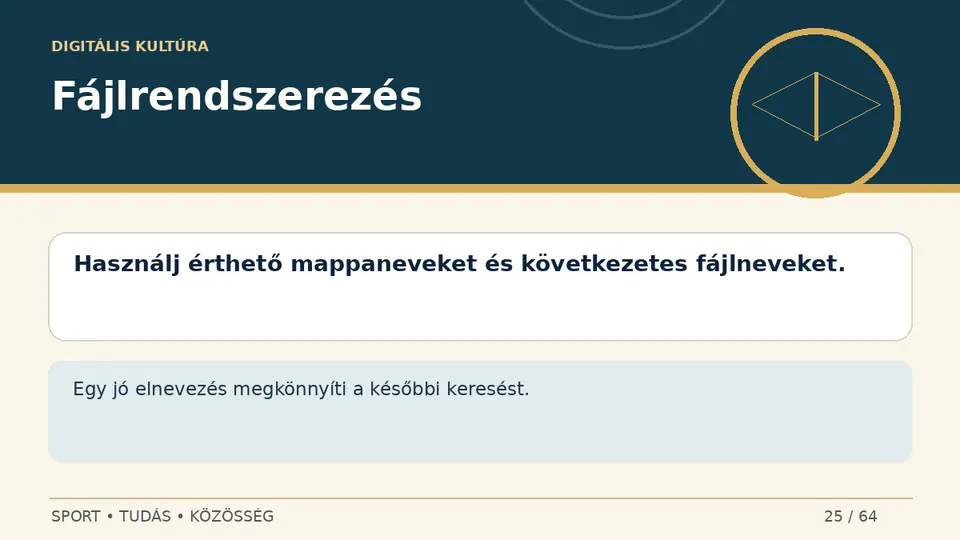 DIGITÁLIS KULTÚRA
Fájlrendszerezés
Használj érthető mappaneveket és következetes fájlneveket.
Egy jó elnevezés megkönnyíti a későbbi keresést.
SPORT • TUDÁS • KÖZÖSSÉG
25 / 64